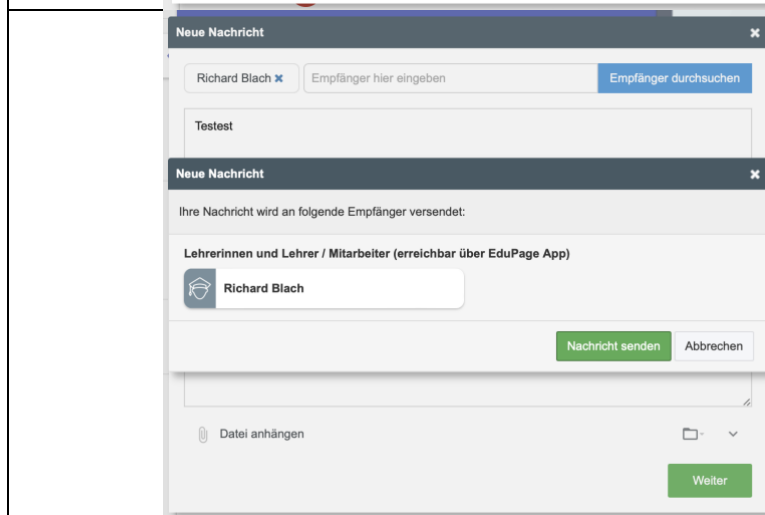 Neue Nachricht
Richard Blach
Empfänger hier eingeben
Empfänger durchsuchen
Testest
Neue Nachricht
Ihre Nachricht wird an folgende Empfänger versendet:
Lehrerinnen und Lehrer / Mitarbeiter (erreichbar über EduPage App)
Richard Blach
Nachricht senden
Abbrechen
Datei anhängen
Weiter